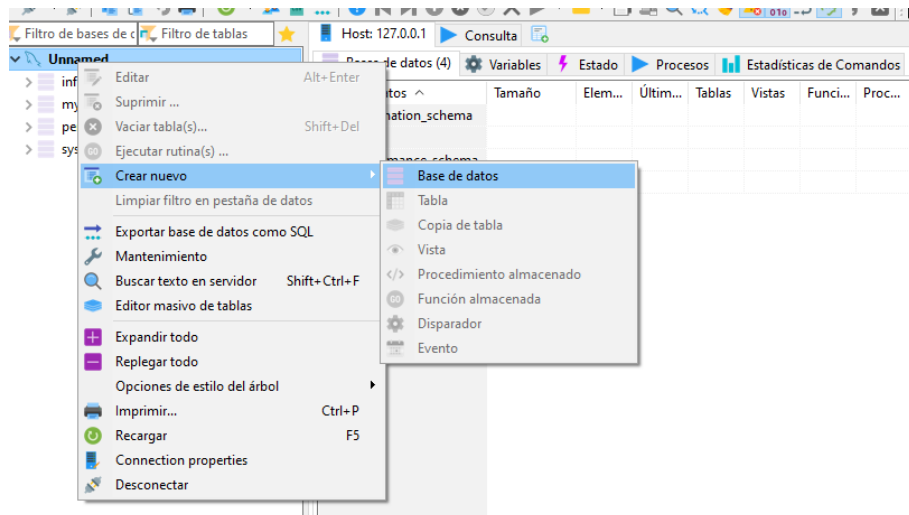 Filtro de bases de c Filtro de tablas Host: 127.0.0.1 Consulta
Unnamed
de datos (4) Variables Estado Procesos Estadísticas de Comandos
inf
my
pe
sys
Tamaño Elem... Últim... Tablas Vistas Funci... Proc...
Editar Alt+Enter
Suprimir ...
Vaciar tabla(s)... Shift+Del
Ejecutar rutina(s) ...
Crear nuevo
Limpiar filtro en pestaña de datos
Exportar base de datos como SQL
Mantenimiento
Buscar texto en servidor Shift+Ctrl+F
Editor masivo de tablas
Expandir todo
Replegar todo
Opciones de estilo del árbol
Imprimir... Ctrl+P
Recargar F5
Connection properties
Desconectar
Base de datos
Tabla
Copia de tabla
Vista
Procedimiento almacenado
Función almacenada
Disparador
Evento